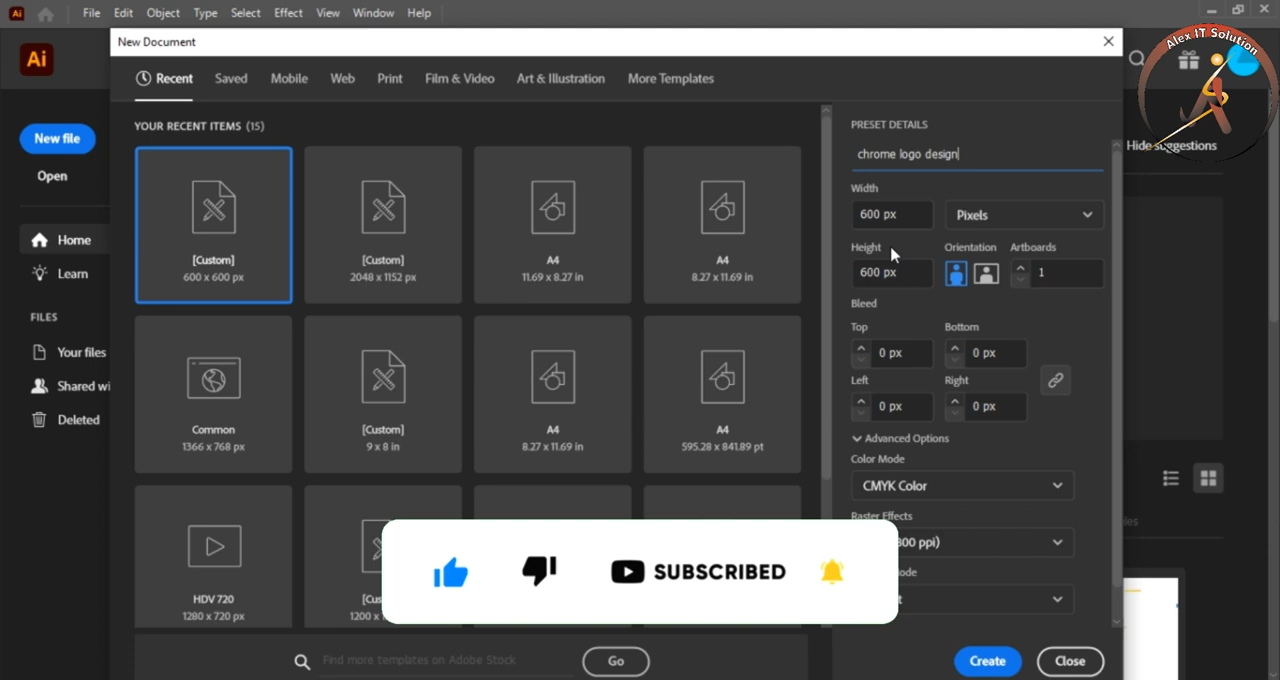 Ai File Edit Object Type Select Effect View Window Help
Alex IT Solution
Ai
New Document
Recent Saved Mobile Web Print Film & Video Art & Illustration More Templates
New file
Open
Home
Learn
FILES
Your files
Shared wi
Deleted
YOUR RECENT ITEMS (15)
[Custom]
600 x 600 px
[Custom]
2048 x 1152 px
A4
11.69 x 8.27 in
A4
8.27 x 11.69 in
Common
1366 x 768 px
[Custom]
9 x 8 in
A4
8.27 x 11.69 in
A4
595.28 x 841.89 pt
HDV 720
1280 x 720 px
[Cus
1200 x
Find more templates on Adobe Stock Go
PRESET DETAILS
chrome logo design
Width
600 px Pixels
Height Orientation Artboards
600 px 1
Bleed
Top Bottom
0 px 0 px
Left Right
0 px 0 px
Advanced Options
Color Mode
CMYK Color
Raster Effects
300 ppi)
ode
t
Create Close
Hide suggestions
les
SUBSCRIBED